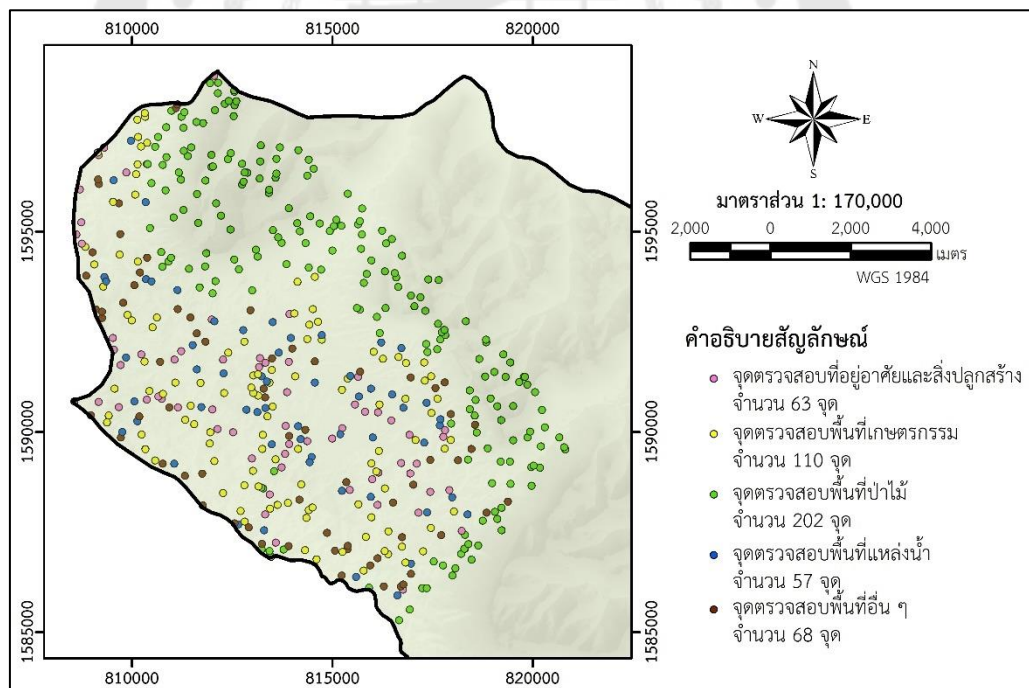 810000 815000 820000
N
W E
S
มาตราส่วน 1: 170,000
2,000 0 2,000 4,000
เมตร
WGS 1984
คำอธิบายสัญลักษณ์
จุดตรวจสอบที่อยู่อาศัยและสิ่งปลูกสร้าง
จำนวน 63 จุด
จุดตรวจสอบพื้นที่เกษตรกรรม
จำนวน 110 จุด
จุดตรวจสอบพื้นที่ป่าไม้
จำนวน 202 จุด
จุดตรวจสอบพื้นที่แหล่งน้ำ
จำนวน 57 จุด
จุดตรวจสอบพื้นที่อื่น ๆ
จำนวน 68 จุด
1595000 1595000
1590000 1590000
1585000 1585000
810000 815000 820000